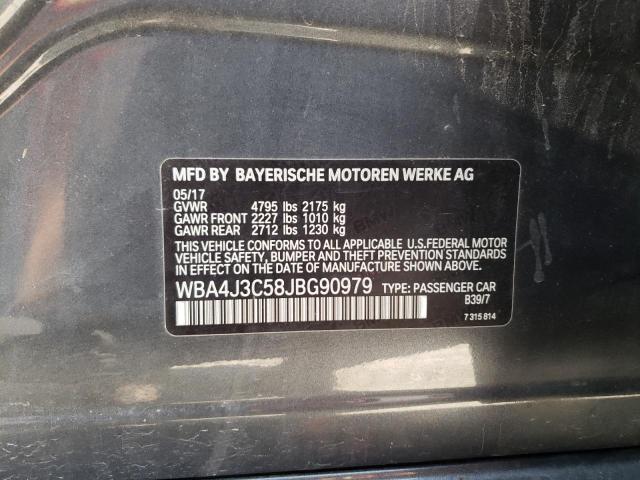 MFD BY BAYERISCHE MOTOREN WERKE AG
05/17
GVWR 4795 lbs 2175 kg
GAWR FRONT 2227 lbs 1010 kg
GAWR REAR 2712 lbs 1230 kg
THIS VEHICLE CONFORMS TO ALL APPLICABLE U.S.FEDERAL MOTOR
VEHICLE SAFETY, BUMPER AND THEFT PREVENTION STANDARDS
IN EFFECT ON THE DATE OF MANUFACTURE SHOWN ABOVE.
WBA4J3C58JBG90979 TYPE: PASSENGER CAR
B39/7
7 315 814